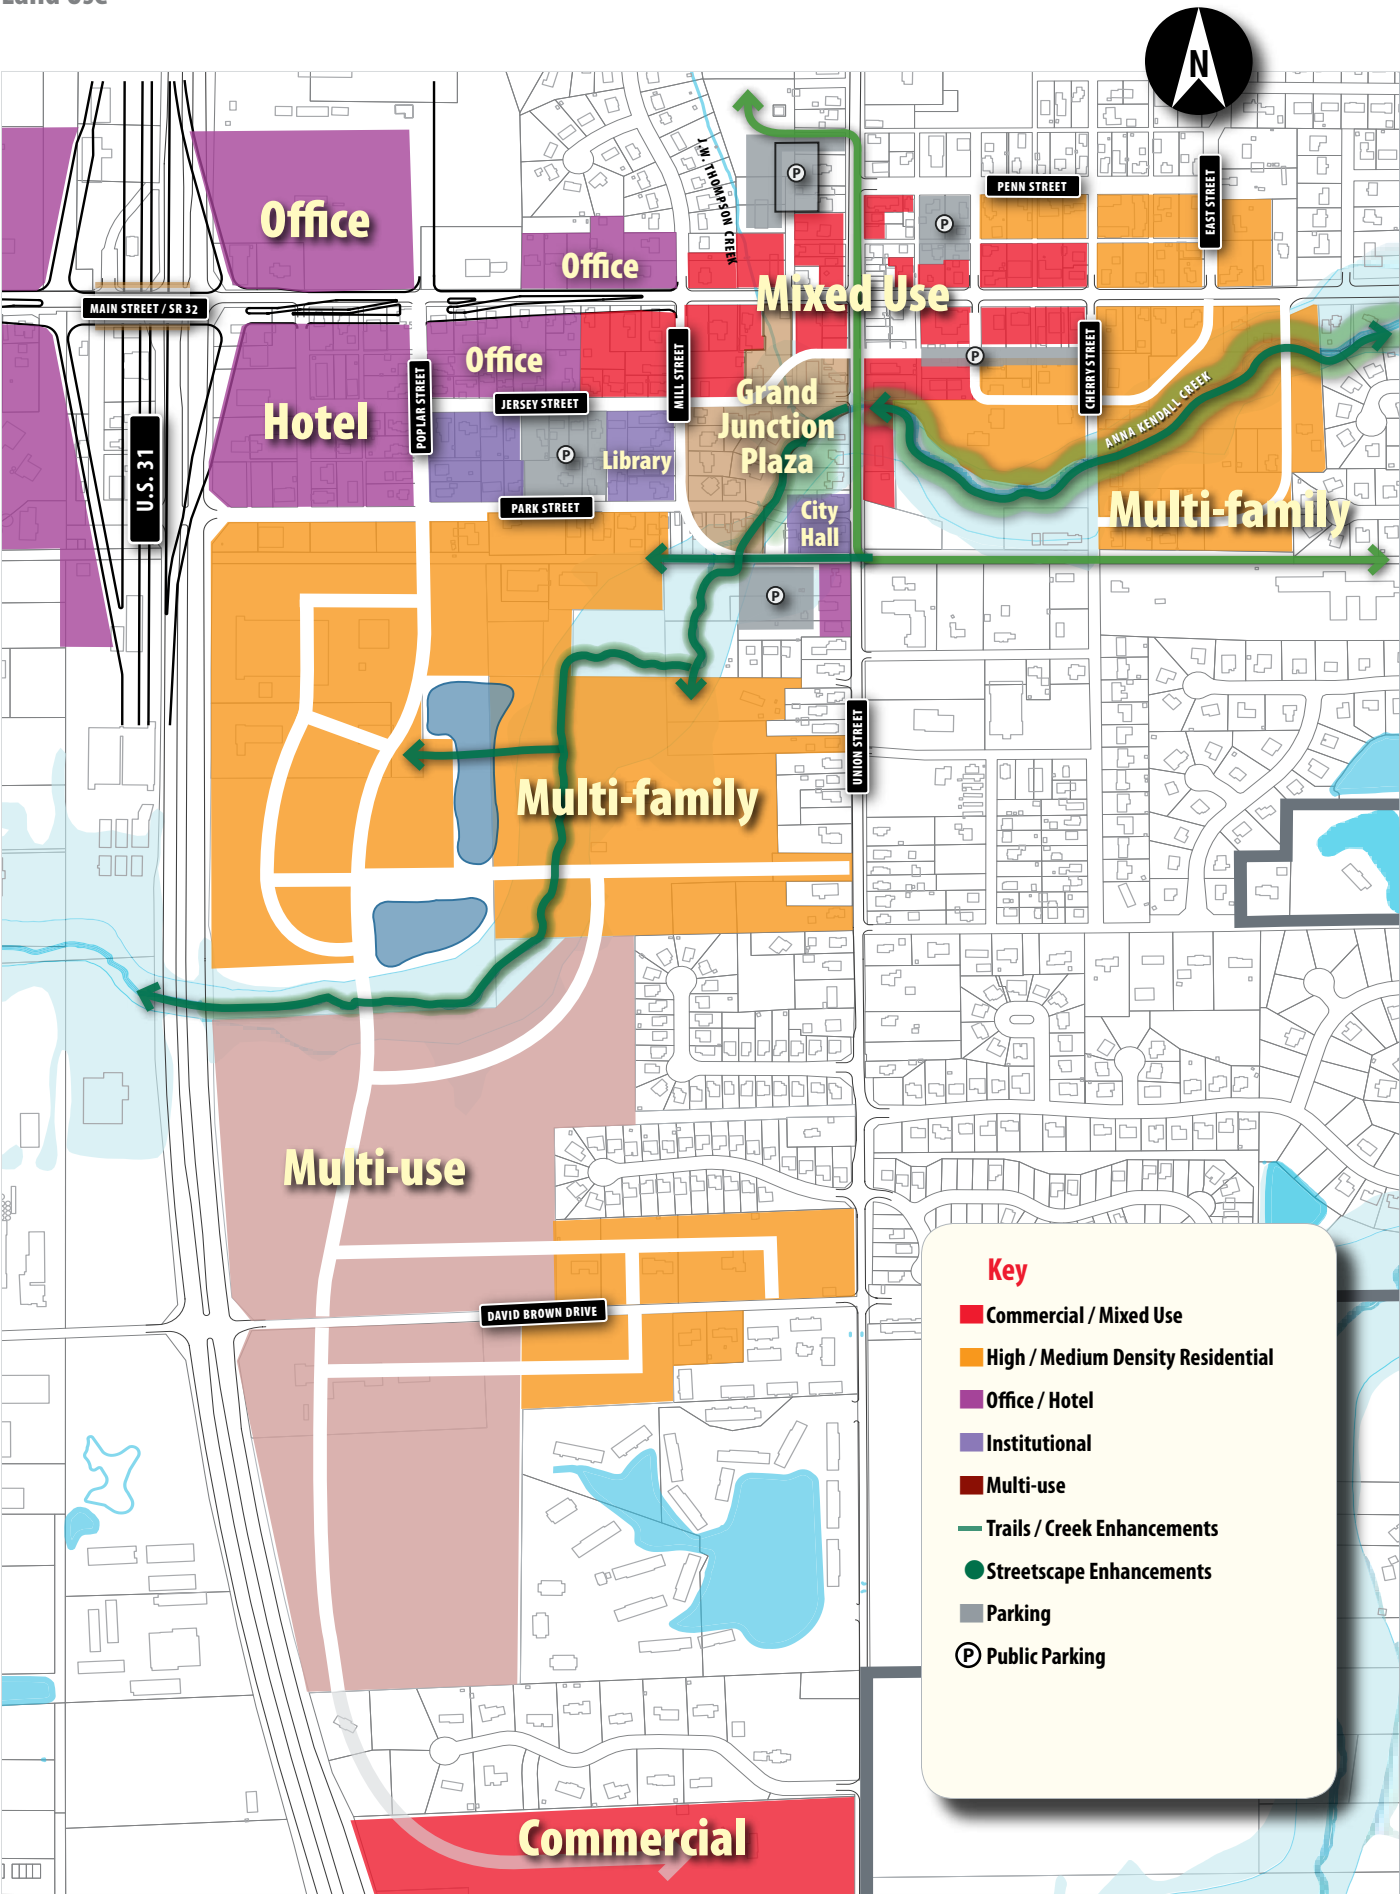 Land Use
N
J.W. THOMPSON CREEK
P
PENN STREET
EAST STREET
P
Office
Office
Mixed Use
MAIN STREET / SR 32
Office
MILL STREET
POPLAR STREET
CHERRY STREET
P
Grand
Junction
Plaza
JERSEY STREET
Hotel
ANNA KENDALL CREEK
U.S. 31
P
Library
PARK STREET
City
Hall
Multi-family
P
UNION STREET
Multi-family
Multi-use
DAVID BROWN DRIVE
Key
Commercial / Mixed Use
High / Medium Density Residential
Office / Hotel
Institutional
Multi-use
Trails / Creek Enhancements
Streetscape Enhancements
Parking
P Public Parking
Commercial